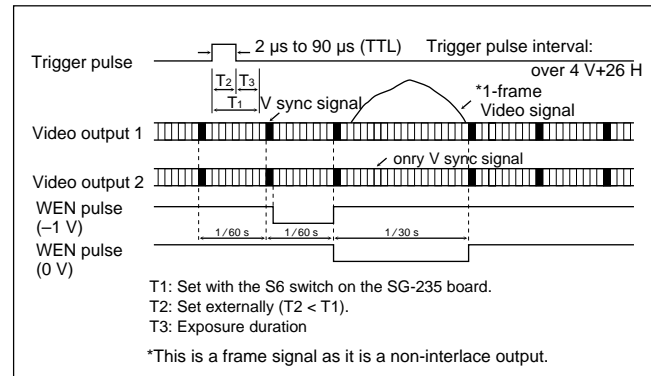 2 µs to 90 µs (TTL)
Trigger pulse interval:
over 4 V+26 H
Trigger pulse
T2 T3
T1
V sync signal
*1-frame
Video signal
Video output 1
onry V sync signal
Video output 2
WEN pulse
(–1 V)
1/60 s 1/60 s 1/30 s
WEN pulse
(0 V)
T1: Set with the S6 switch on the SG-235 board.
T2: Set externally (T2 < T1).
T3: Exposure duration
*This is a frame signal as it is a non-interlace output.